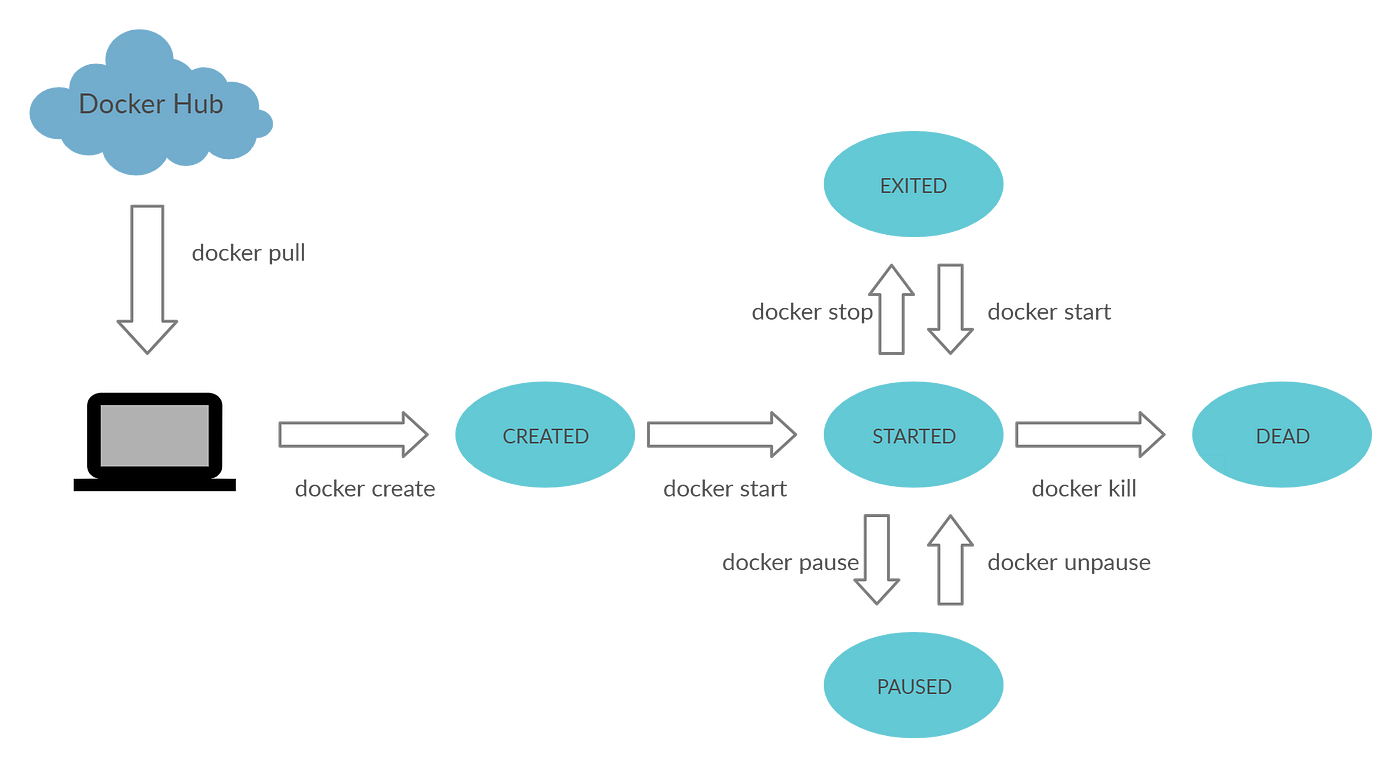 Docker Hub
docker pull
EXITED
docker stop
docker start
CREATED
STARTED
DEAD
docker create
docker start
docker kill
docker pause
docker unpause
PAUSED